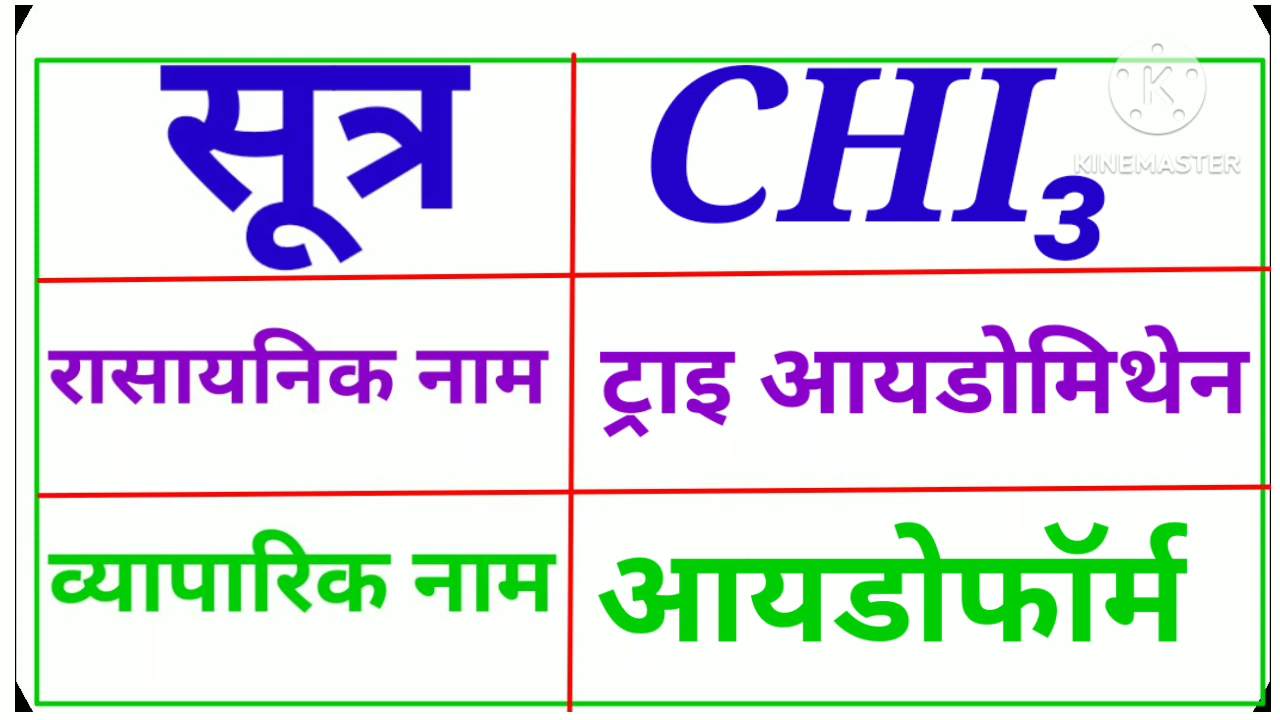 सूत्र CHI₃
KINEMASTER
रासायनिक नाम ट्राइ आयडोमिथेन
व्यापारिक नाम आयडोफॉर्म